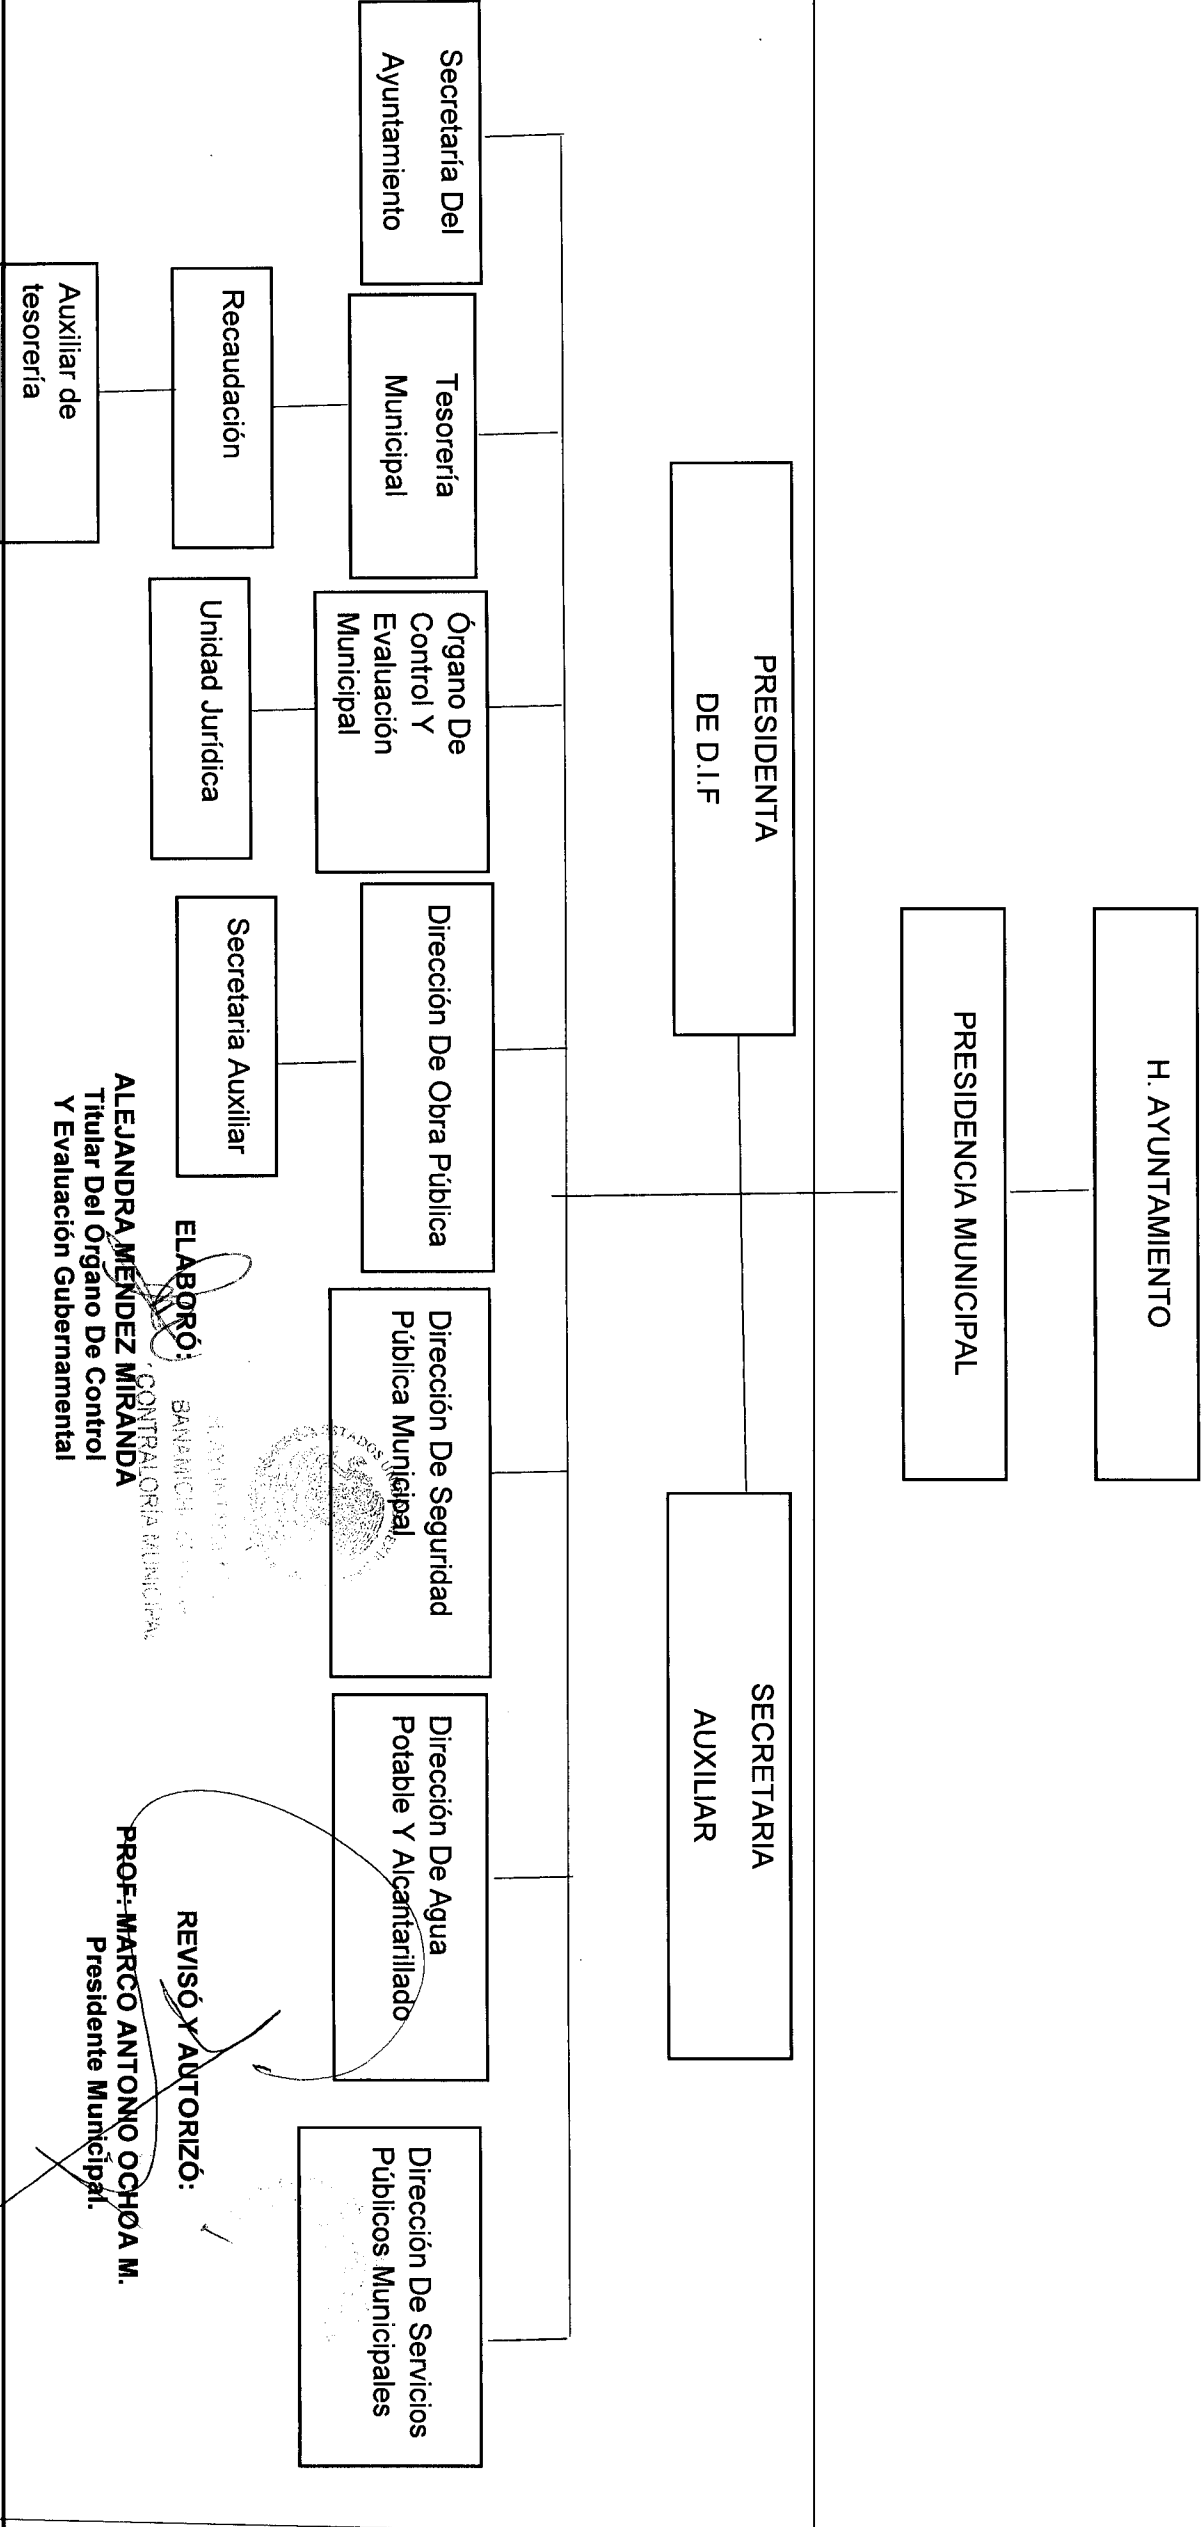 H. AYUNTAMIENTO
PRESIDENCIA MUNICIPAL
PRESIDENTA
DE D.I.F
SECRETARIA
AUXILIAR
Secretaría Del
Ayuntamiento
Tesorería
Municipal
Órgano De
Control Y
Evaluación
Municipal
Dirección De Obra Pública
Dirección De Seguridad
Pública Municipal
Dirección De Agua
Potable Y Alcantarillado
Dirección De Servicios
Públicos Municipales
Recaudación
Unidad Jurídica
Secretaria Auxiliar
Auxiliar de
tesorería
ELABORÓ:
ALEJANDRA MÉNDEZ MIRANDA
Titular Del Órgano De Control
Y Evaluación Gubernamental
ESTADOS
CONTRALORIA MUNICIPAL
REVISÓ Y AUTORIZÓ:
PROF: MARCO ANTONIO OCHOA M.
Presidente Municipal.